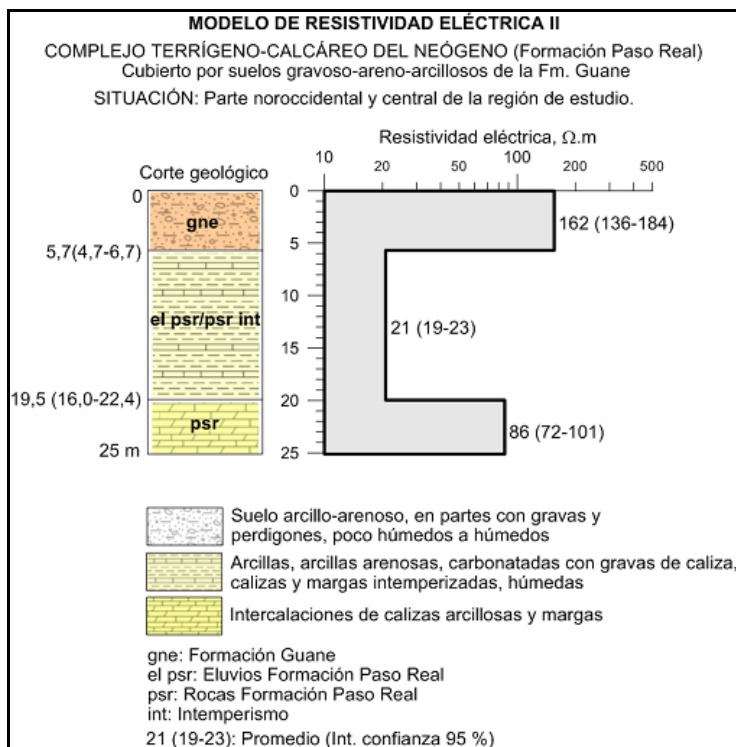 MODELO DE RESISTIVIDAD ELÉCTRICA II
COMPLEJO TERRÍGENO-CALCÁREO DEL NEÓGENO (Formación Paso Real)
Cubierto por suelos gravoso-areno-arcillosos de la Fm. Guane
SITUACIÓN: Parte noroccidental y central de la región de estudio.
Resistividad eléctrica, Ω.m
10 20 50 100 200 500
Corte geológico
0
gne
5,7(4,7-6,7)
el psr/psr int
19,5 (16,0-22,4)
psr
25 m
0
5
10
15
20
25
162 (136-184)
21 (19-23)
86 (72-101)
Suelo arcillo-arenoso, en partes con gravas y
perdigones, poco húmedos a húmedos
Arcillas, arcillas arenosas, carbonatadas con gravas de caliza,
calizas y margas intemperizadas, húmedas
Intercalaciones de calizas arcillosas y margas
gne: Formación Guane
el psr: Eluvios Formación Paso Real
psr: Rocas Formación Paso Real
int: Intemperismo
21 (19-23): Promedio (Int. confianza 95 %)